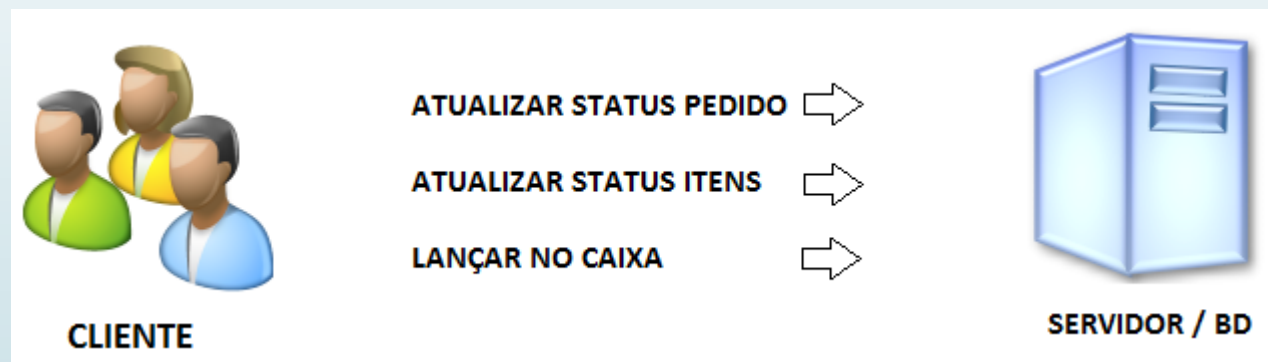 ATUALIZAR STATUS PEDIDO
ATUALIZAR STATUS ITENS
LANÇAR NO CAIXA
CLIENTE
SERVIDOR / BD